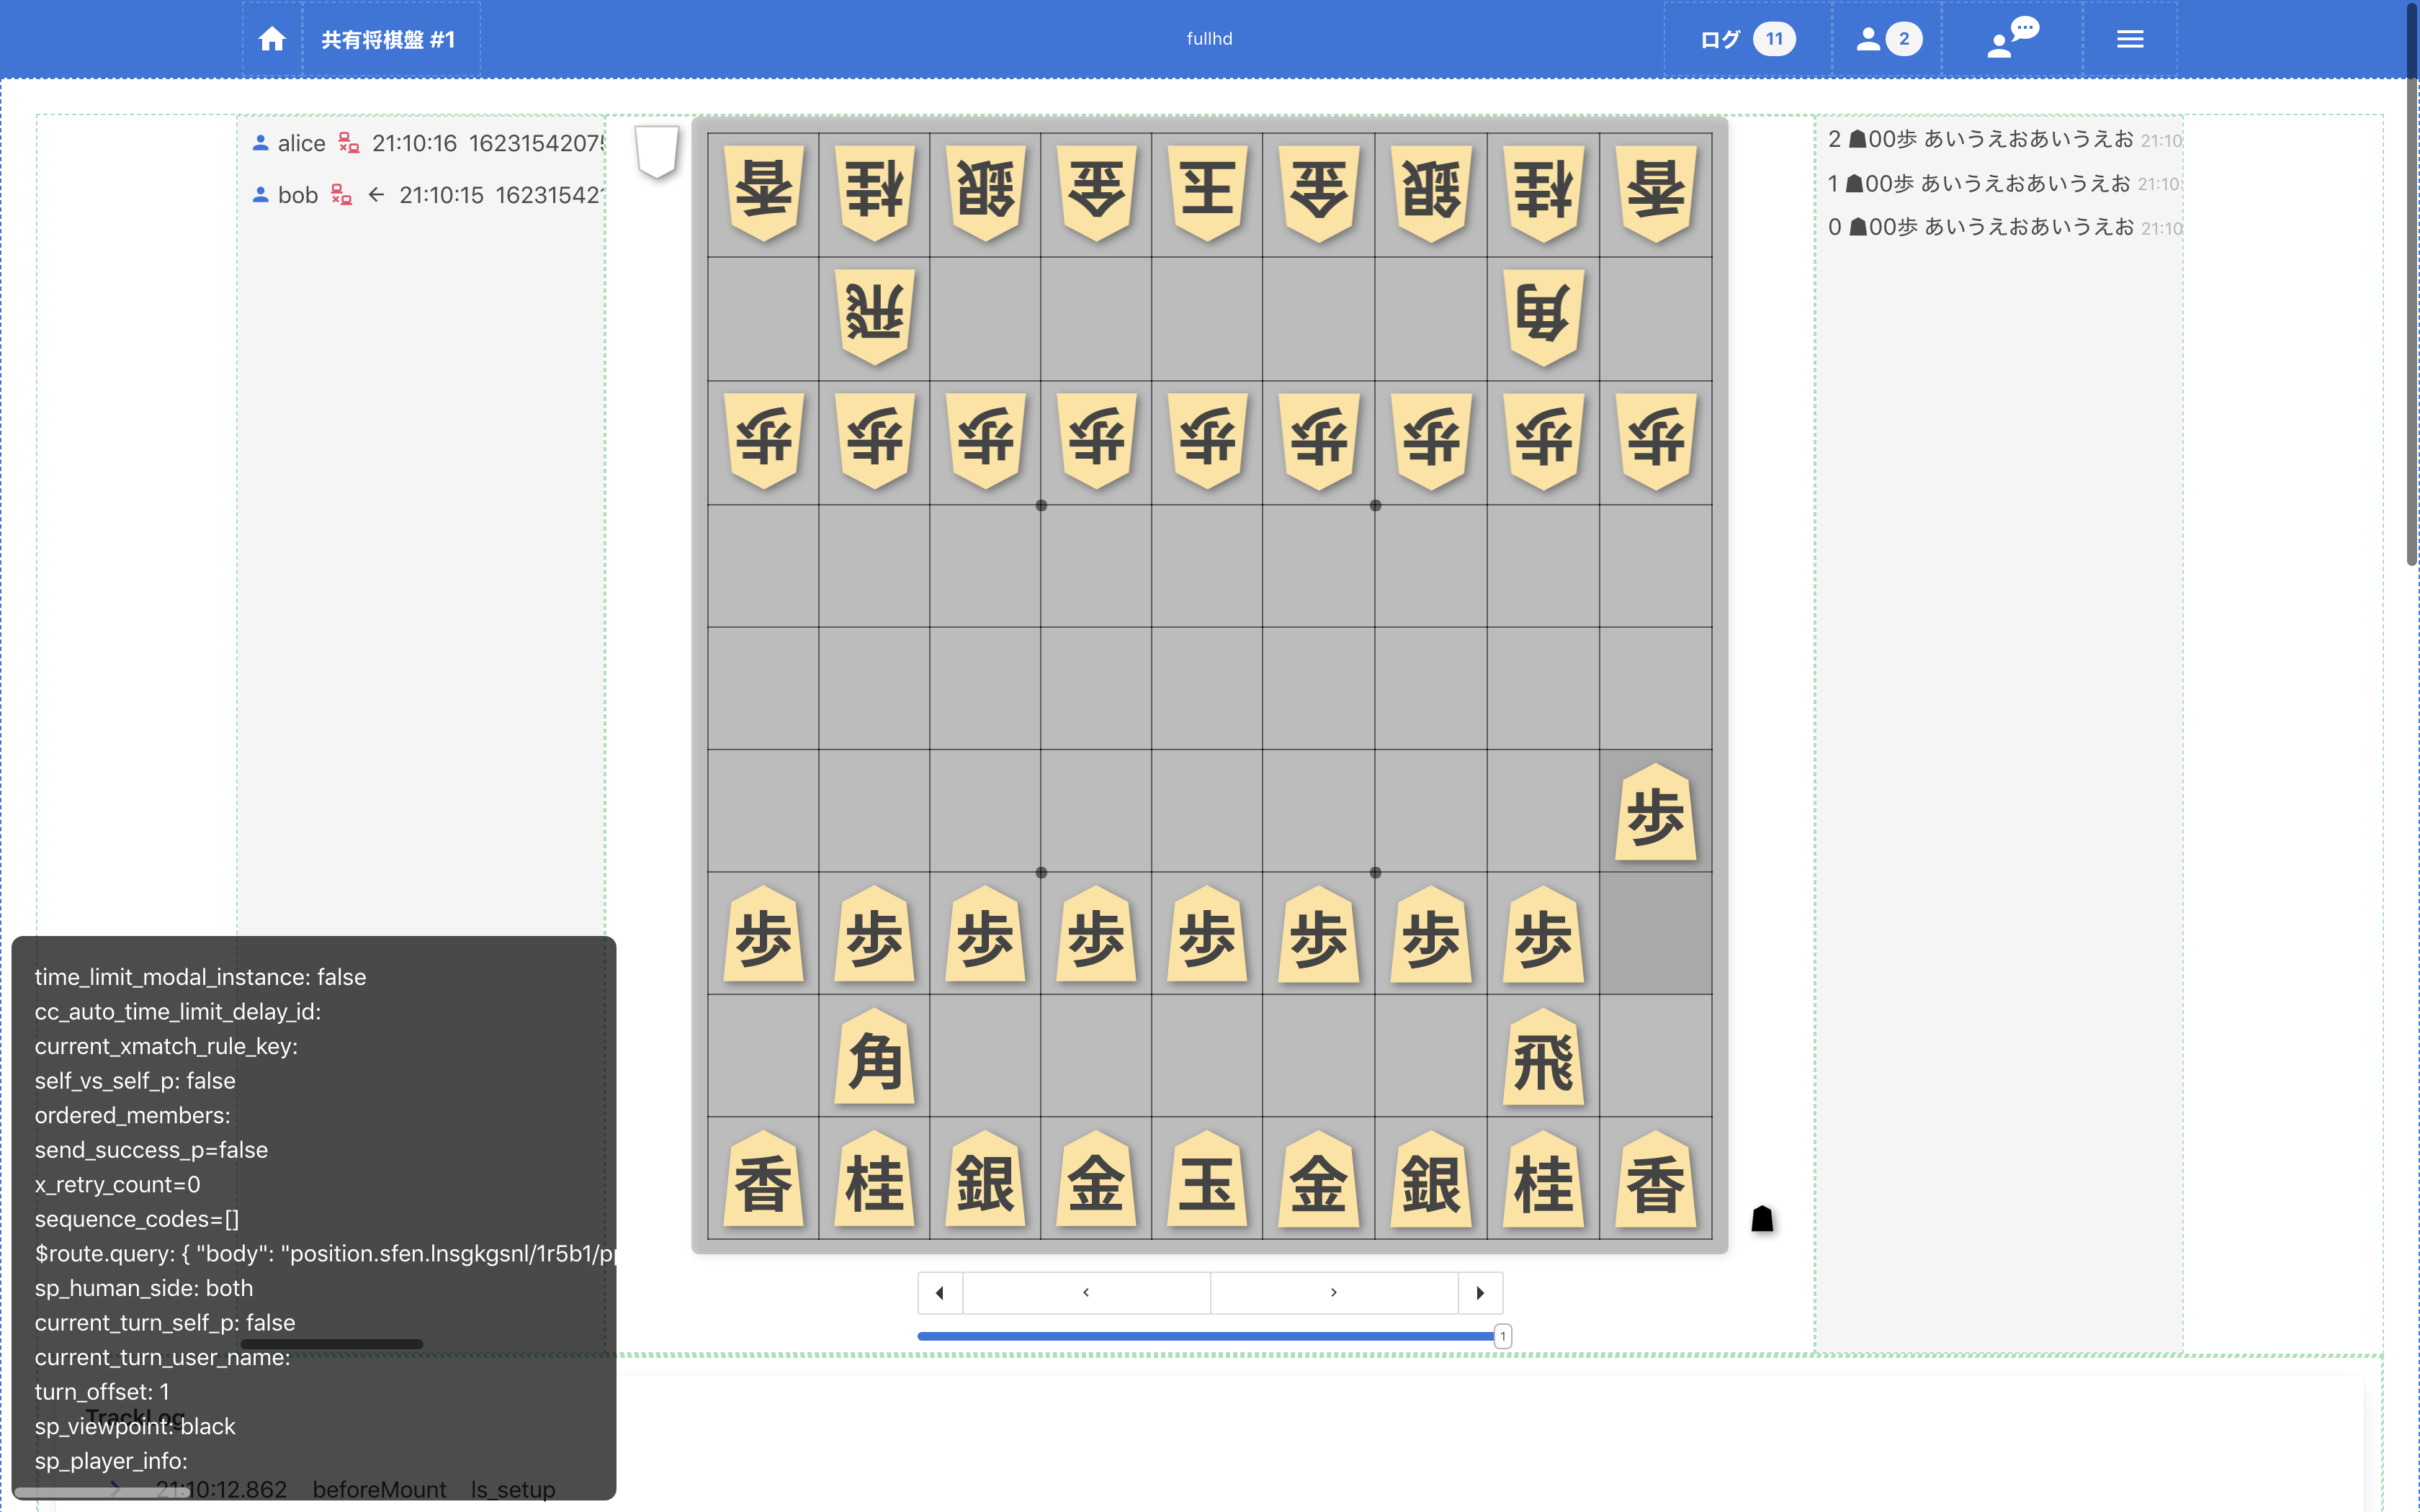 共有将棋盤 #1
fullhd
ログ 11
2
alice 21:10:16 1623154207
bob ← 21:10:15 16231542
2 ☗00歩 あいうえおあいうえお 21:10
1 ☗00歩 あいうえおあいうえお 21:10
0 ☗00歩 あいうえおあいうえお 21:10
香 桂 銀 金 玉 金 銀 桂 香
飛 角
歩 歩 歩 歩 歩 歩 歩 歩 歩
歩
歩 歩 歩 歩 歩 歩 歩 歩
角 飛
香 桂 銀 金 玉 金 銀 桂 香
1
time_limit_modal_instance: false
cc_auto_time_limit_delay_id:
current_xmatch_rule_key:
self_vs_self_p: false
ordered_members:
send_success_p=false
x_retry_count=0
sequence_codes=[]
$route.query: { "body": "position.sfen.lnsgkgsnl/1r5b1/p
sp_human_side: both
current_turn_self_p: false
current_turn_user_name:
turn_offset: 1
sp_viewpoint: black
sp_player_info:
TrackLog
21:10:12.862 beforeMount ls_setup